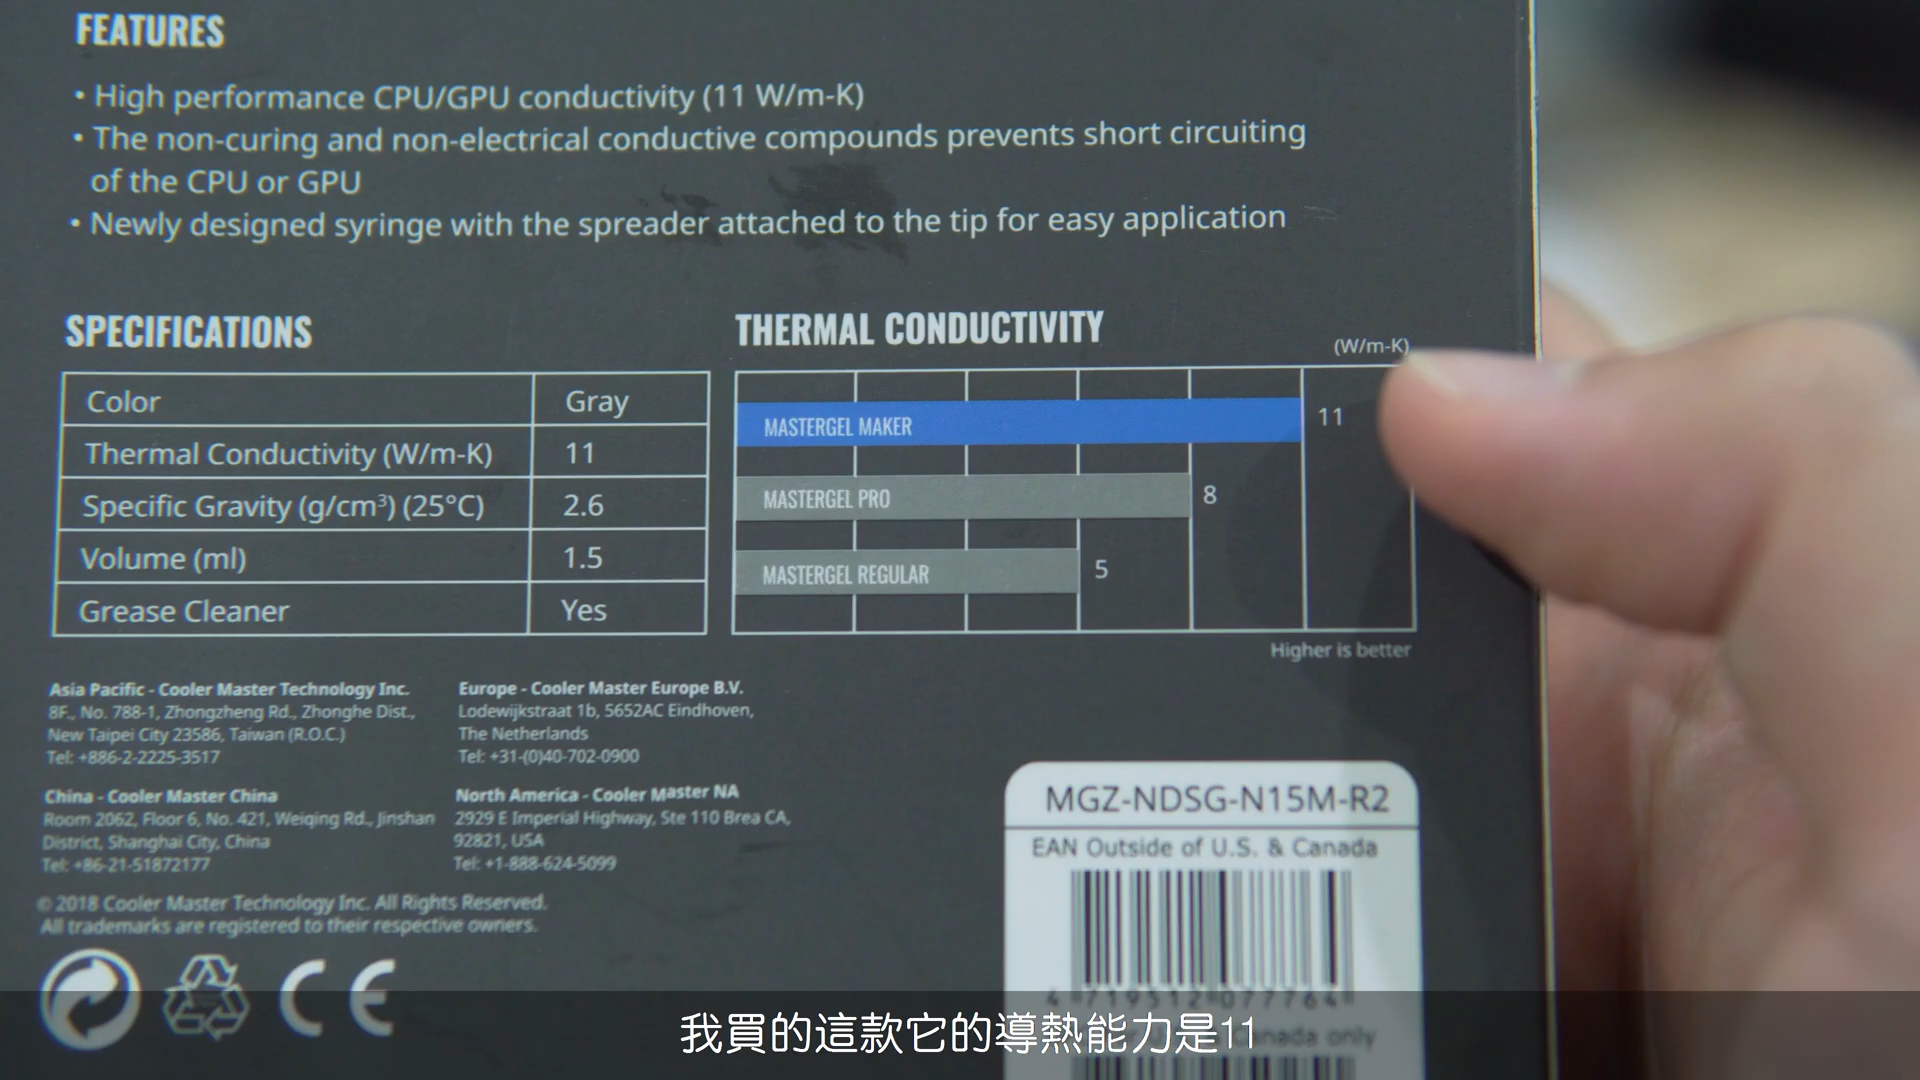 FEATURES
• High performance CPU/GPU conductivity (11 W/m-K)
• The non-curing and non-electrical conductive compounds prevents short circuiting
of the CPU or GPU
• Newly designed syringe with the spreader attached to the tip for easy application
SPECIFICATIONS
Color Gray
Thermal Conductivity (W/m-K) 11
Specific Gravity (g/cm³) (25°C) 2.6
Volume (ml) 1.5
Grease Cleaner Yes
THERMAL CONDUCTIVITY
(W/m-K)
MASTERGEL MAKER 11
MASTERGEL PRO 8
MASTERGEL REGULAR 5
Higher is better
Asia Pacific - Cooler Master Technology Inc.
8F., No. 788-1, Zhongzheng Rd., Zhonghe Dist.,
New Taipei City 23586, Taiwan (R.O.C.)
Tel: +886-2-2225-3517
Europe - Cooler Master Europe B.V.
Lodewijkstraat 1b, 5652AC Eindhoven,
The Netherlands
Tel: +31-(0)40-702-0900
China - Cooler Master China
Room 2062, Floor 6, No. 421, Weiqing Rd., Jinshan
District, Shanghai City, China
Tel: +86-21-51872177
North America - Cooler Master NA
2929 E Imperial Highway, Ste 110 Brea CA,
92821, USA
Tel: +1-888-624-5099
© 2018 Cooler Master Technology Inc. All Rights Reserved.
All trademarks are registered to their respective owners.
CE
MGZ-NDSG-N15M-R2
EAN Outside of U.S. & Canada
4 719512 077764
Canada only
我買的這款它的導熱能力是11